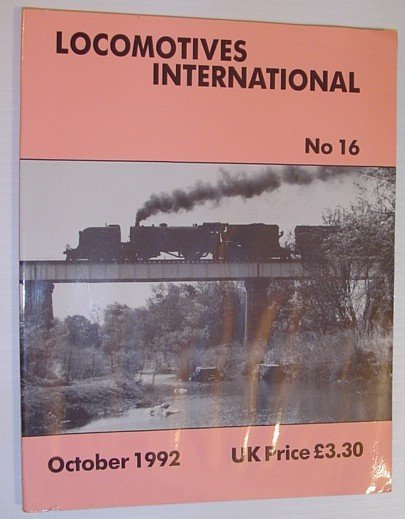 LOCOMOTIVES
INTERNATIONAL
No 16
October 1992 UK Price £3.30